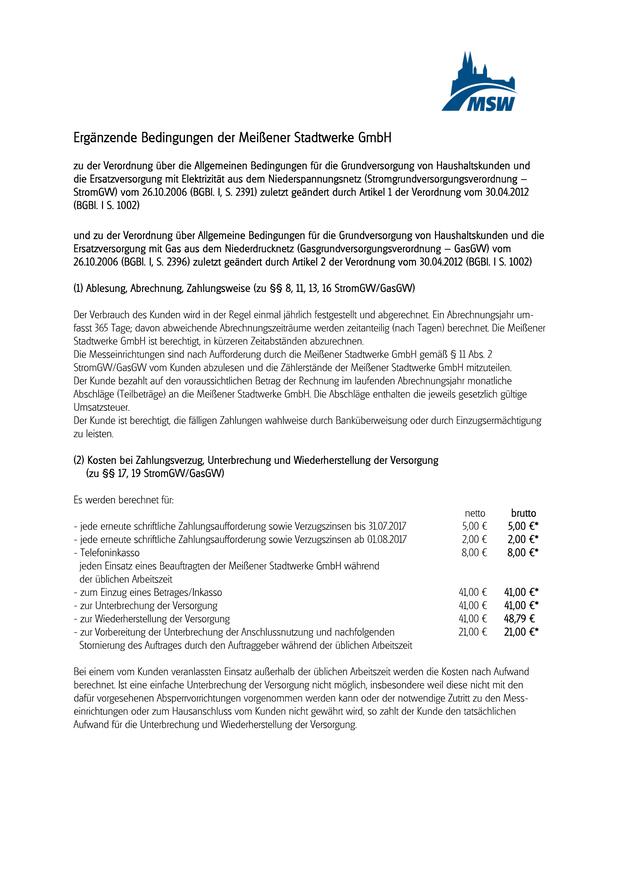 MSW
Ergänzende Bedingungen der Meißener Stadtwerke GmbH
zu der Verordnung über die Allgemeinen Bedingungen für die Grundversorgung von Haushaltskunden und
die Ersatzversorgung mit Elektrizität aus dem Niederspannungsnetz (Stromgrundversorgungsverordnung –
StromGVV) vom 26.10.2006 (BGBl. I, S. 2391) zuletzt geändert durch Artikel 1 der Verordnung vom 30.04.2012
(BGBl. I S. 1002)
und zu der Verordnung über Allgemeine Bedingungen für die Grundversorgung von Haushaltskunden und die
Ersatzversorgung mit Gas aus dem Niederdrucknetz (Gasgrundversorgungsverordnung – GasGVV) vom
26.10.2006 (BGBl. I, S. 2396) zuletzt geändert durch Artikel 2 der Verordnung vom 30.04.2012 (BGBl. I S. 1002)
(1) Ablesung, Abrechnung, Zahlungsweise (zu §§ 8, 11, 13, 16 StromGVV/GasGVV)
Der Verbrauch des Kunden wird in der Regel einmal jährlich festgestellt und abgerechnet. Ein Abrechnungsjahr um-
fasst 365 Tage; davon abweichende Abrechnungszeiträume werden zeitanteilig (nach Tagen) berechnet. Die Meißener
Stadtwerke GmbH ist berechtigt, in kürzeren Zeitabständen abzurechnen.
Die Messeinrichtungen sind nach Aufforderung durch die Meißener Stadtwerke GmbH gemäß § 11 Abs. 2
StromGVV/GasGVV vom Kunden abzulesen und die Zählerstände der Meißener Stadtwerke GmbH mitzuteilen.
Der Kunde bezahlt auf den voraussichtlichen Betrag der Rechnung im laufenden Abrechnungsjahr monatliche
Abschläge (Teilbeträge) an die Meißener Stadtwerke GmbH. Die Abschläge enthalten die jeweils gesetzlich gültige
Umsatzsteuer.
Der Kunde ist berechtigt, die fälligen Zahlungen wahlweise durch Banküberweisung oder durch Einzugsermächtigung
zu leisten.
(2) Kosten bei Zahlungsverzug, Unterbrechung und Wiederherstellung der Versorgung
(zu §§ 17, 19 StromGVV/GasGVV)
Es werden berechnet für:
netto brutto
- jede erneute schriftliche Zahlungsaufforderung sowie Verzugszinsen bis 31.07.2017 5,00 € 5,00 €*
- jede erneute schriftliche Zahlungsaufforderung sowie Verzugszinsen ab 01.08.2017 2,00 € 2,00 €*
- Telefoninkasso 8,00 € 8,00 €*
jeden Einsatz eines Beauftragten der Meißener Stadtwerke GmbH während
der üblichen Arbeitszeit
- zum Einzug eines Betrages/Inkasso 41,00 € 41,00 €*
- zur Unterbrechung der Versorgung 41,00 € 41,00 €*
- zur Wiederherstellung der Versorgung 41,00 € 48,79 €
- zur Vorbereitung der Unterbrechung der Anschlussnutzung und nachfolgenden 21,00 € 21,00 €*
Stornierung des Auftrages durch den Auftraggeber während der üblichen Arbeitszeit
Bei einem vom Kunden veranlassten Einsatz außerhalb der üblichen Arbeitszeit werden die Kosten nach Aufwand
berechnet. Ist eine einfache Unterbrechung der Versorgung nicht möglich, insbesondere weil diese nicht mit den
dafür vorgesehenen Absperrvorrichtungen vorgenommen werden kann oder der notwendige Zutritt zu den Mess-
einrichtungen oder zum Hausanschluss vom Kunden nicht gewährt wird, so zahlt der Kunde den tatsächlichen
Aufwand für die Unterbrechung und Wiederherstellung der Versorgung.